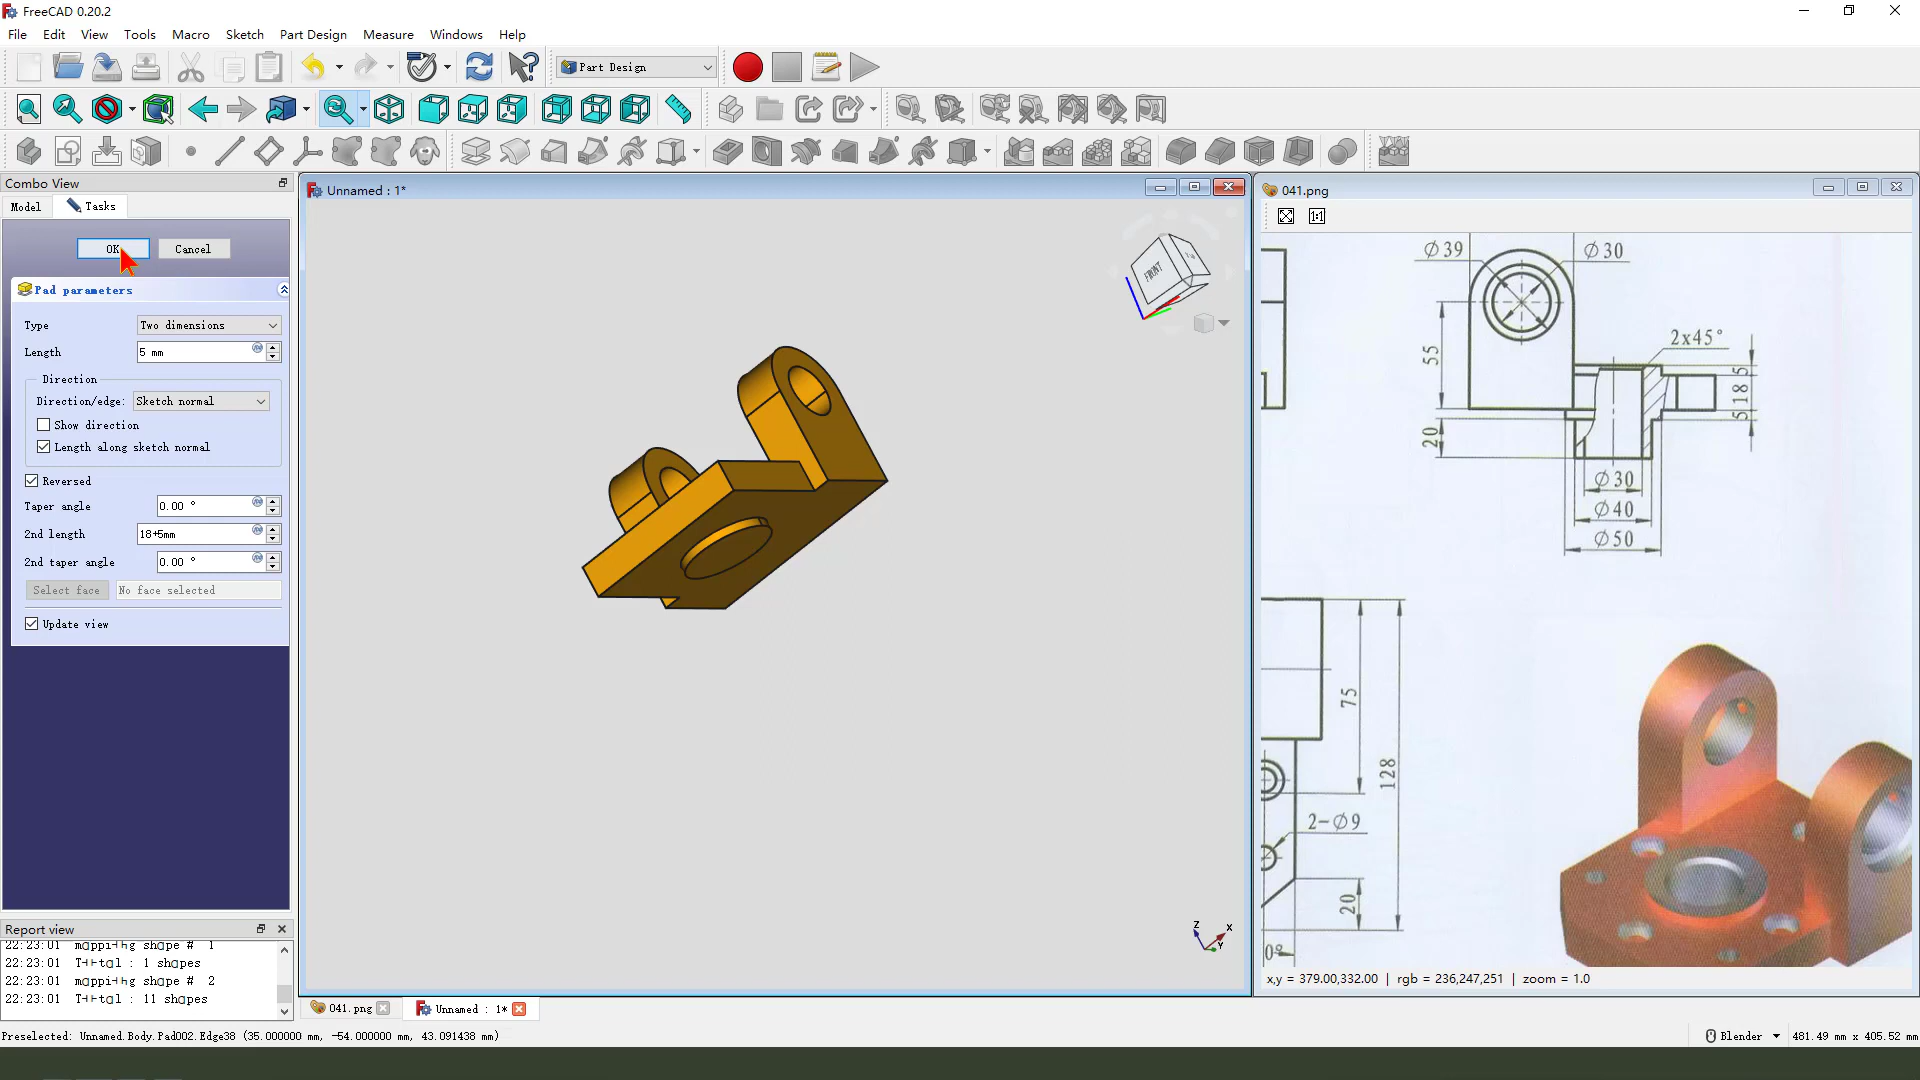 FreeCAD 0.20.2
File Edit View Tools Macro Sketch Part Design Measure Windows Help
Part Design
Combo View
Model Tasks
OK Cancel
Pad parameters
Type Two dimensions
Length 5 mm
Direction
Direction/edge: Sketch normal
Show direction
Length along sketch normal
Reversed
Taper angle 0.00 °
2nd length 18+5mm
2nd taper angle 0.00 °
Select face No face selected
Update view
Report view
22:23:01
22:23:01
22:23:01
22:23:01
Unnamed : 1*
FRONT
Z X
Y
041.png
1:1
Ø39 Ø30
2x45°
55
5
18
5
20
Ø30
Ø40
Ø50
75
128
2-Ø9
20
x,y = 379.00,332.00 | rgb = 236,247,251 | zoom = 1.0
041.png Unnamed : 1*
Preselected: Unnamed.Body.Pad002.Edge38 (35.000000 mm, -54.000000 mm, 43.091438 mm)
Blender 481.49 mm x 405.52 mm